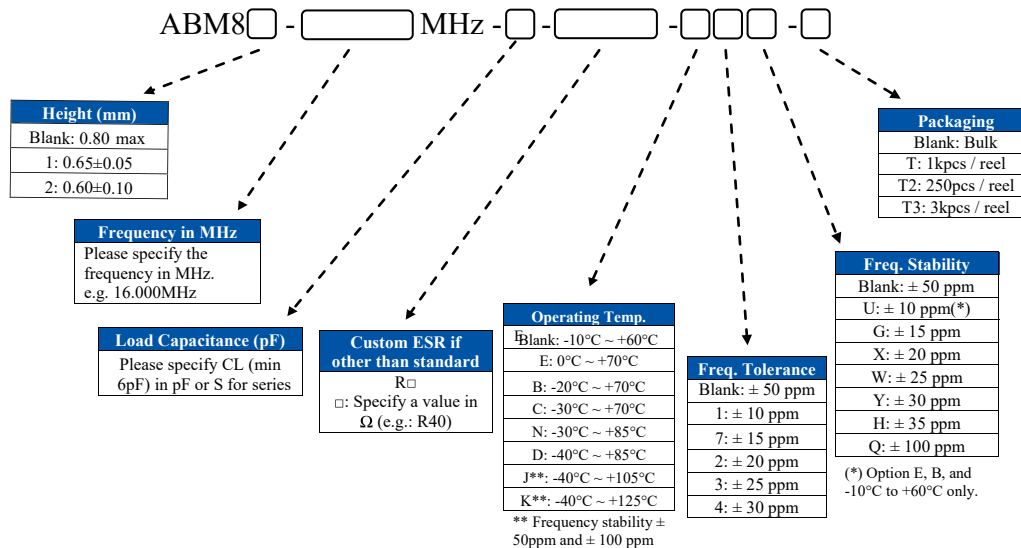 ABM8 - MHz - - - -
Height (mm)
Blank: 0.80 max
1: 0.65±0.05
2: 0.60±0.10
Frequency in MHz
Please specify the
frequency in MHz.
e.g. 16.000MHz
Load Capacitance (pF)
Please specify CL (min
6pF) in pF or S for series
Custom ESR if
other than standard
R□
□: Specify a value in
Ω (e.g.: R40)
Operating Temp.
Blank: -10°C ~ +60°C
E: 0°C ~ +70°C
B: -20°C ~ +70°C
C: -30°C ~ +70°C
N: -30°C ~ +85°C
D: -40°C ~ +85°C
J**: -40°C ~ +105°C
K**: -40°C ~ +125°C
** Frequency stability ±
50ppm and ± 100 ppm
Freq. Tolerance
Blank: ± 50 ppm
1: ± 10 ppm
7: ± 15 ppm
2: ± 20 ppm
3: ± 25 ppm
4: ± 30 ppm
Freq. Stability
Blank: ± 50 ppm
U: ± 10 ppm(*)
G: ± 15 ppm
X: ± 20 ppm
W: ± 25 ppm
Y: ± 30 ppm
H: ± 35 ppm
Q: ± 100 ppm
(*) Option E, B, and
-10°C to +60°C only.
Packaging
Blank: Bulk
T: 1kpcs / reel
T2: 250pcs / reel
T3: 3kpcs / reel